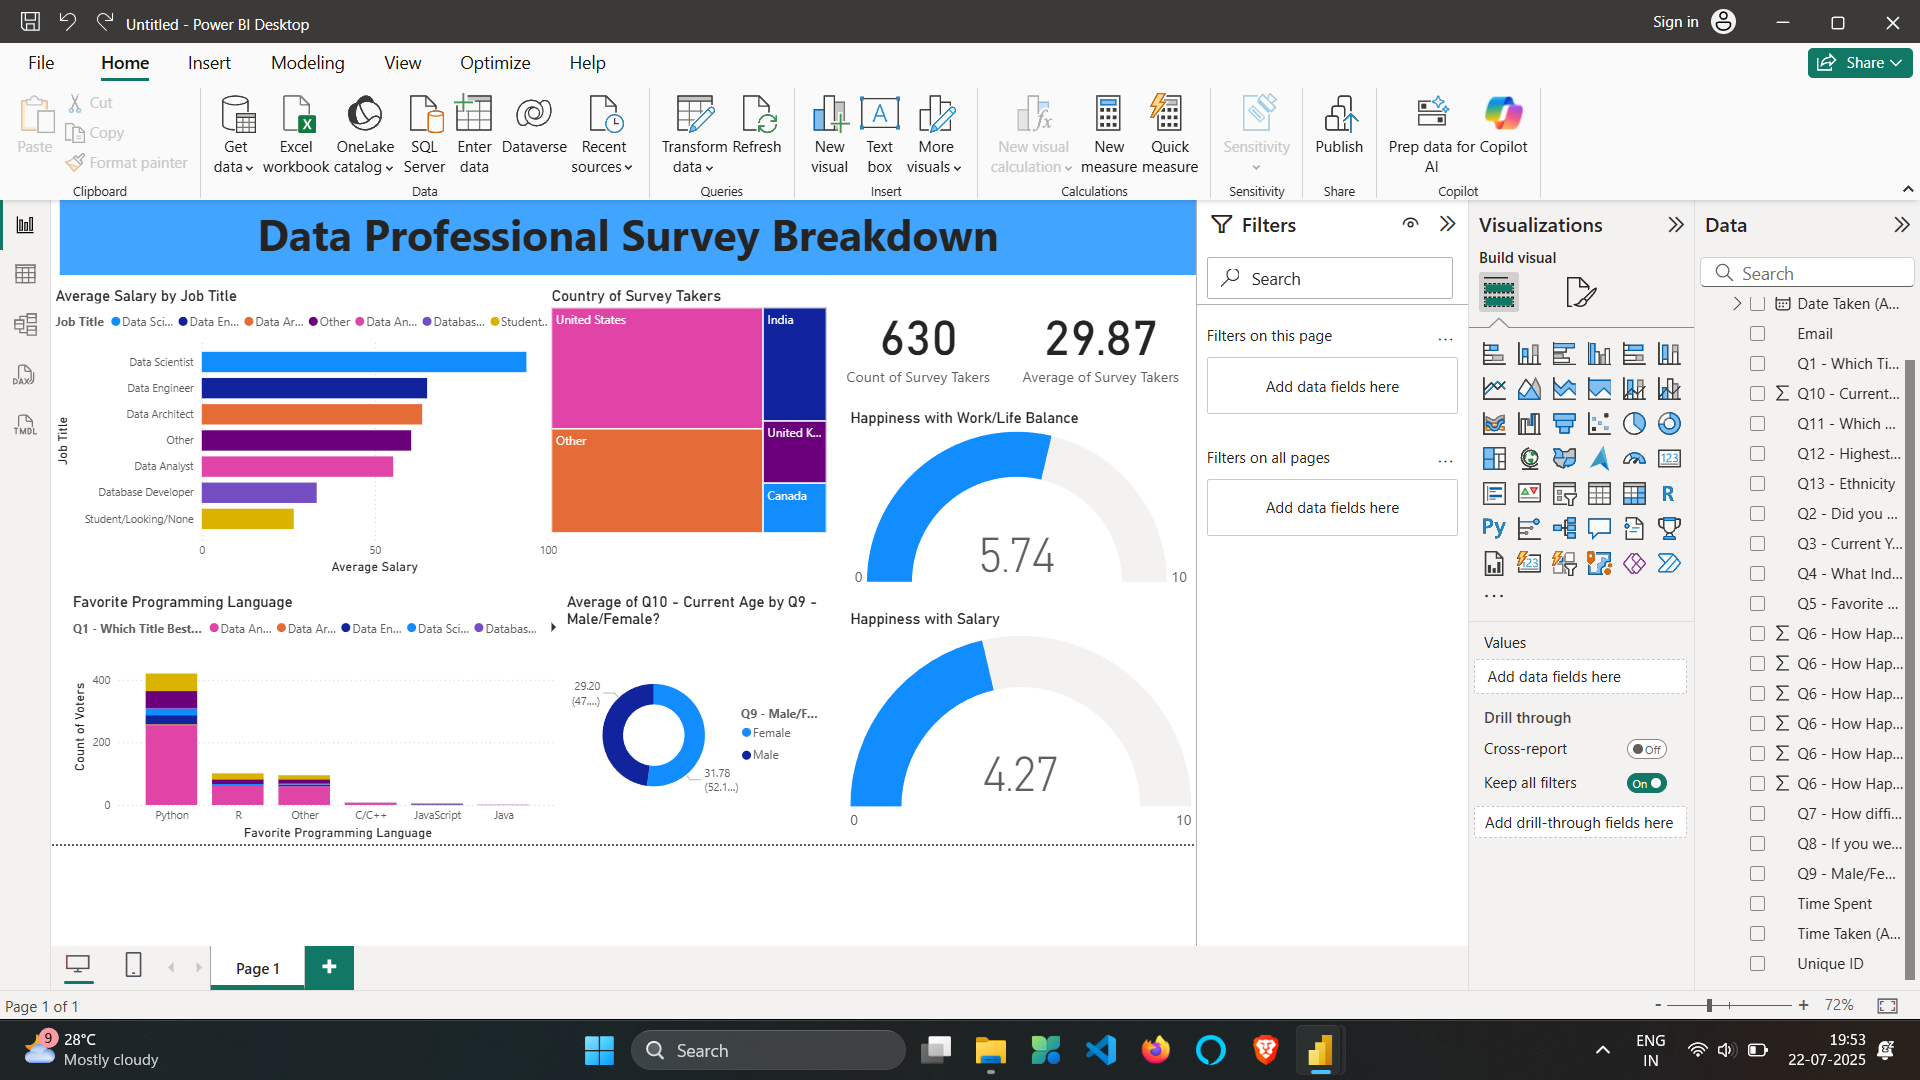 Untitled - Power BI Desktop
Sign in
File Home Insert Modeling View Optimize Help
Share
Paste
Cut
Copy
Format painter
Clipboard
Get data
Excel workbook
OneLake catalog
SQL Server
Enter data
Dataverse
Recent sources
Data
Transform data
Refresh
Queries
New visual
Text box
More visuals
Insert
New visual calculation
New measure
Quick measure
Calculations
Sensitivity
Sensitivity
Publish
Share
Prep data for AI
Copilot
Copilot
DAX
TMDL
Data Professional Survey Breakdown
Average Salary by Job Title
Job Title Data Sci... Data En... Data Ar... Other Data An... Databas... Student...
Job Title
Data Scientist
Data Engineer
Data Architect
Other
Data Analyst
Database Developer
Student/Looking/None
0 50 100
Average Salary
Country of Survey Takers
United States
India
Other
United K...
Canada
630
Count of Survey Takers
29.87
Average of Survey Takers
Happiness with Work/Life Balance
5.74
0 10
Favorite Programming Language
Q1 - Which Title Best... Data An... Data Ar... Data En... Data Sci... Databas...
Count of Voters
400
200
0
Python R Other C/C++ JavaScript Java
Favorite Programming Language
Average of Q10 - Current Age by Q9 -
Male/Female?
29.20
(47....)
31.78
(52.1...)
Q9 - Male/F...
Female
Male
Happiness with Salary
4.27
0 10
Filters
Search
Filters on this page ...
Add data fields here
Filters on all pages ...
Add data fields here
Visualizations
Build visual
123
R
Py
123
...
Values
Add data fields here
Drill through
Cross-report Off
Keep all filters On
Add drill-through fields here
Data
Search
Date Taken (A...
Email
Q1 - Which Ti...
Q10 - Current...
Q11 - Which ...
Q12 - Highest...
Q13 - Ethnicity
Q2 - Did you ...
Q3 - Current Y...
Q4 - What Ind...
Q5 - Favorite ...
Q6 - How Hap...
Q6 - How Hap...
Q6 - How Hap...
Q6 - How Hap...
Q6 - How Hap...
Q6 - How Hap...
Q7 - How diffi...
Q8 - If you we...
Q9 - Male/Fe...
Time Spent
Time Taken (A...
Unique ID
Page 1
Page 1 of 1
- + 72%
9
28°C
Mostly cloudy
Search
ENG
IN
19:53
22-07-2025